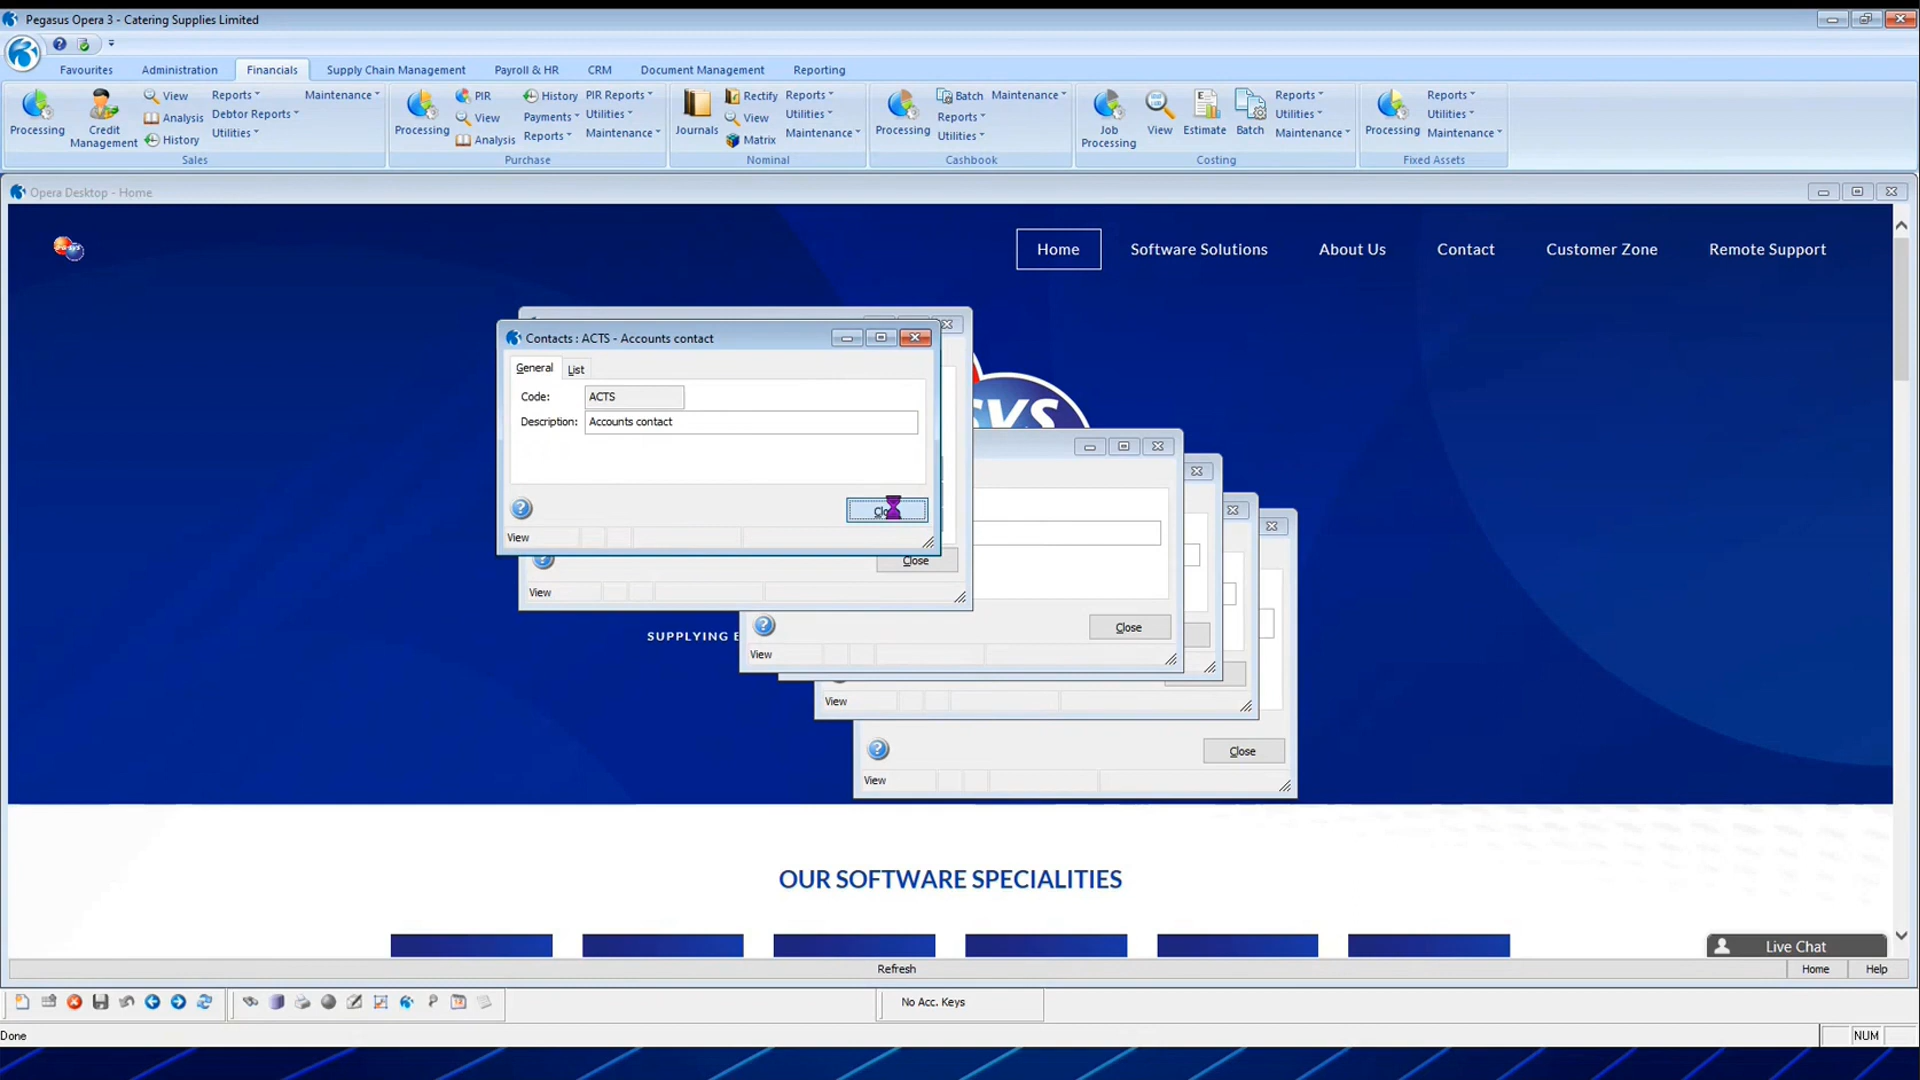 Pegasus Opera 3 - Catering Supplies Limited
Favourites Administration Financials Supply Chain Management Payroll & HR CRM Document Management Reporting
Processing Credit Management View Analysis History Reports Debtor Reports Utilities Maintenance
Sales
Processing PIR View Analysis History Payments Reports PIR Reports Utilities Maintenance
Purchase
Journals Rectify View Matrix Reports Utilities Maintenance
Nominal
Processing Batch Reports Utilities Maintenance
Cashbook
Job Processing View Estimate Batch Reports Utilities Maintenance
Costing
Processing Reports Utilities Maintenance
Fixed Assets
Opera Desktop - Home
Home Software Solutions About Us Contact Customer Zone Remote Support
Contacts : ACTS - Accounts contact
General List
Code: ACTS
Description: Accounts contact
View
Close
View
SUPPLYING
Close
View
View
Close
View
OUR SOFTWARE SPECIALITIES
Live Chat
Refresh Home Help
No Acc. Keys
Done NUM